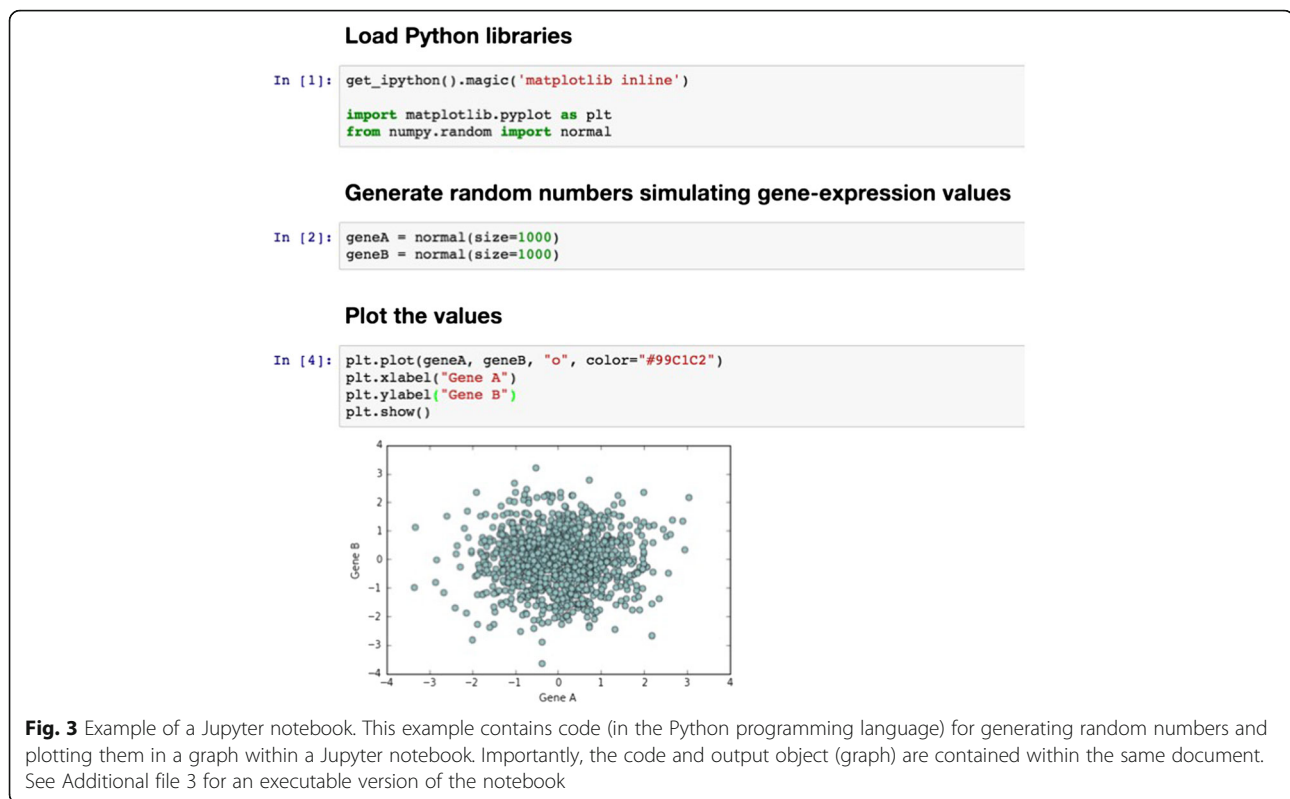 Load Python libraries
In [1]: get_ipython().magic('matplotlib inline')
import matplotlib.pyplot as plt
from numpy.random import normal
Generate random numbers simulating gene-expression values
In [2]: geneA = normal(size=1000)
geneB = normal(size=1000)
Plot the values
In [4]: plt.plot(geneA, geneB, "o", color="#99C1C2")
plt.xlabel("Gene A")
plt.ylabel("Gene B")
plt.show()
4
3
2
1
0
−1
−2
−3
−4
Gene B
−4 −3 −2 −1 0 1 2 3 4
Gene A
Fig. 3 Example of a Jupyter notebook. This example contains code (in the Python programming language) for generating random numbers and
plotting them in a graph within a Jupyter notebook. Importantly, the code and output object (graph) are contained within the same document.
See Additional file 3 for an executable version of the notebook